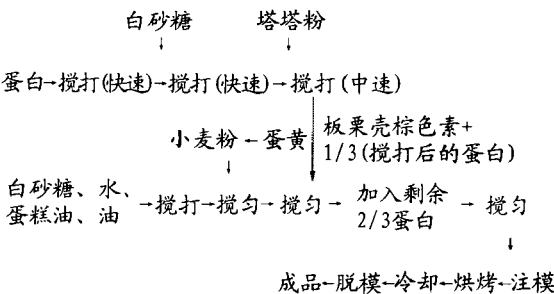 白砂糖 塔塔粉
↓ ↓
蛋白→搅打(快速)→搅打(快速)→搅打(中速)
小麦粉←蛋黄 板栗壳棕色素+
1/3(搅打后的蛋白)
↓ ↓
白砂糖、水、
蛋糕油、油 →搅打→搅匀→搅匀→ 加入剩余
2/3蛋白 → 搅匀
↓
成品←脱模←冷却←烘烤←注模